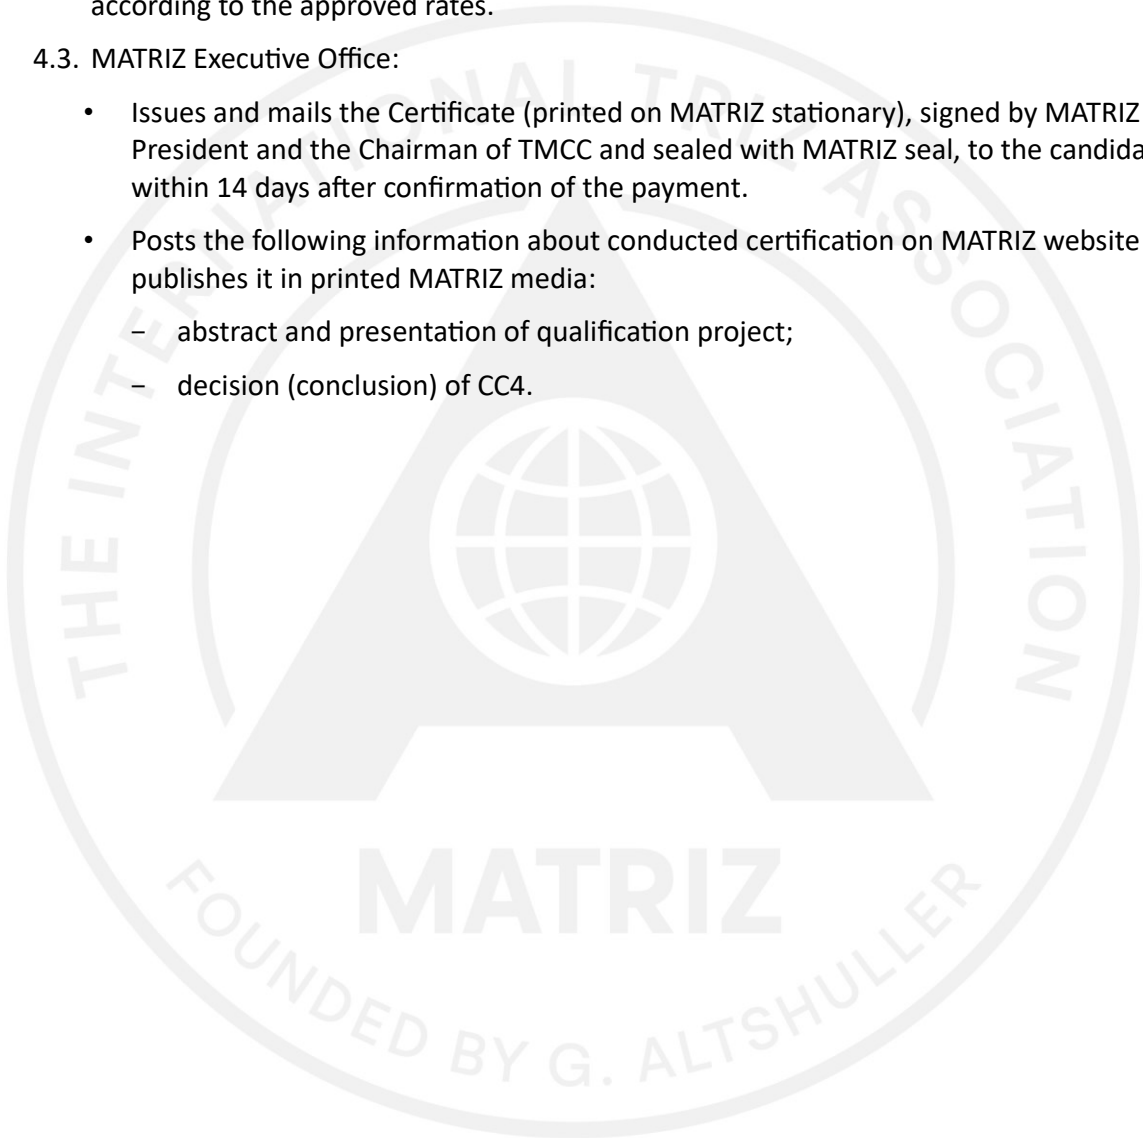 according to the approved rates.
4.3. MATRIZ Executive Office:
• Issues and mails the Certificate (printed on MATRIZ stationary), signed by MATRIZ
President and the Chairman of TMCC and sealed with MATRIZ seal, to the candida
within 14 days after confirmation of the payment.
• Posts the following information about conducted certification on MATRIZ website
publishes it in printed MATRIZ media:
– abstract and presentation of qualification project;
– decision (conclusion) of CC4.
THE INTERNATIONAL TRIZ ASSOCIATION
MATRIZ
FOUNDED BY G. ALTSHULLER